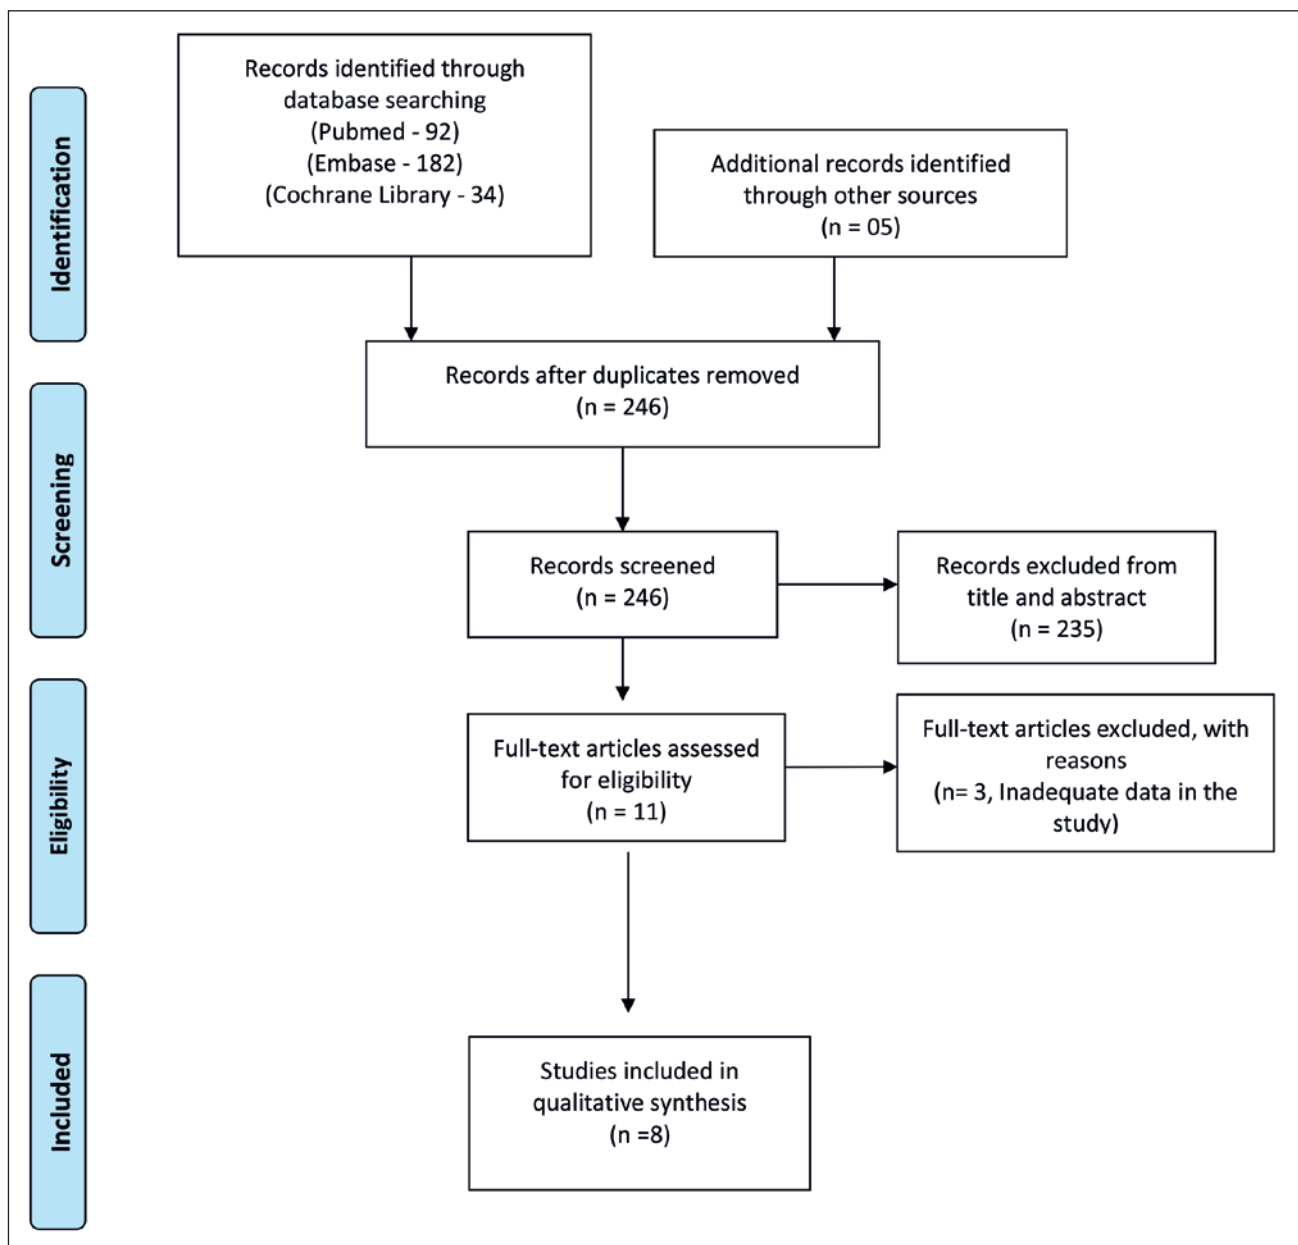 Identification
Records identified through
database searching
(Pubmed - 92)
(Embase - 182)
(Cochrane Library - 34)
Additional records identified
through other sources
(n = 05)
Records after duplicates removed
(n = 246)
Screening
Records screened
(n = 246)
Records excluded from
title and abstract
(n = 235)
Eligibility
Full-text articles assessed
for eligibility
(n = 11)
Full-text articles excluded, with
reasons
(n= 3, Inadequate data in the
study)
Included
Studies included in
qualitative synthesis
(n =8)